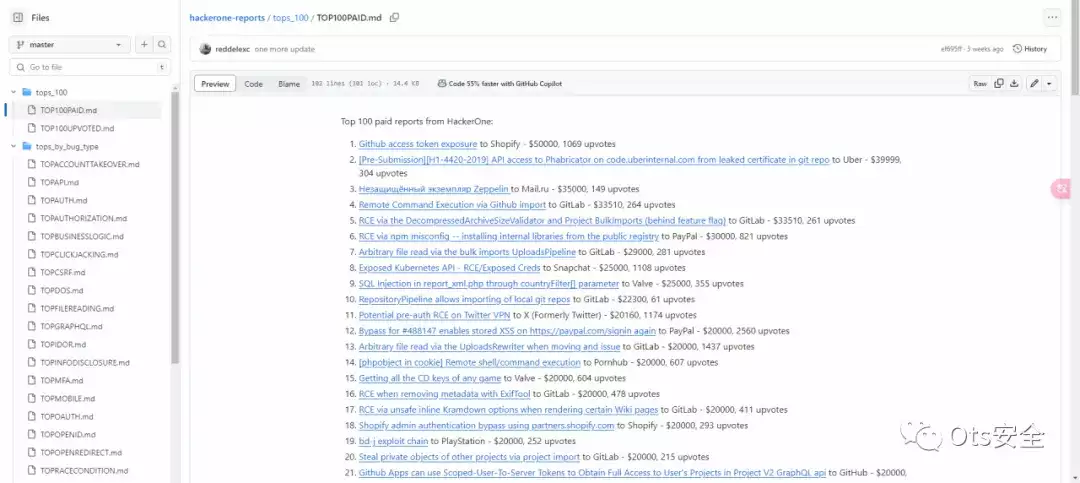 Files
master
Go to file
t
tops_100
TOP100PAID.md
TOP100UPVOTED.md
tops_by_bug_type
TOPACCOUNTTAKEOVER.md
TOPAPI.md
TOPAUTH.md
TOPAUTHORIZATION.md
TOPBUSINESSLOGIC.md
TOPCLICKJACKING.md
TOPCSRF.md
TOPDOS.md
TOPFILEREADING.md
TOPGRAPHQL.md
TOPIDOR.md
TOPINFODISCLOSURE.md
TOPMFA.md
TOPMOBILE.md
TOPOAUTH.md
TOPOPENID.md
TOPOPENREDIRECT.md
TOPRACECONDITION.md
hackerone-reports / tops_100 / TOP100PAID.md
reddelexc one more update
ef695ff · 3 weeks ago History
Preview Code Blame 102 lines (101 loc) · 14.4 KB Code 55% faster with GitHub Copilot
Raw
Top 100 paid reports from HackerOne:
1. Github access token exposure to Shopify - $50000, 1069 upvotes
2. [Pre-Submission][H1-4420-2019] API access to Phabricator on code.uberinternal.com from leaked certificate in git repo to Uber - $39999,
304 upvotes
3. Незащищённый экземпляр Zeppelin to Mail.ru - $35000, 149 upvotes
4. Remote Command Execution via Github import to GitLab - $33510, 264 upvotes
5. RCE via the DecompressedArchiveSizeValidator and Project BulkImports (behind feature flag) to GitLab - $33510, 261 upvotes
6. RCE via npm misconfig -- installing internal libraries from the public registry to PayPal - $30000, 821 upvotes
7. Arbitrary file read via the bulk imports UploadsPipeline to GitLab - $29000, 281 upvotes
8. Exposed Kubernetes API - RCE/Exposed Creds to Snapchat - $25000, 1108 upvotes
9. SQL Injection in report_xml.php through countryFilter[] parameter to Valve - $25000, 355 upvotes
10. RepositoryPipeline allows importing of local git repos to GitLab - $22300, 61 upvotes
11. Potential pre-auth RCE on Twitter VPN to X (Formerly Twitter) - $20160, 1174 upvotes
12. Bypass for #488147 enables stored XSS on https://paypal.com/signin again to PayPal - $20000, 2560 upvotes
13. Arbitrary file read via the UploadsRewriter when moving and issue to GitLab - $20000, 1437 upvotes
14. [phpobject in cookie] Remote shell/command execution to Pornhub - $20000, 607 upvotes
15. Getting all the CD keys of any game to Valve - $20000, 604 upvotes
16. RCE when removing metadata with ExifTool to GitLab - $20000, 478 upvotes
17. RCE via unsafe inline Kramdown options when rendering certain Wiki pages to GitLab - $20000, 411 upvotes
18. Shopify admin authentication bypass using partners.shopify.com to Shopify - $20000, 293 upvotes
19. bd-j exploit chain to PlayStation - $20000, 252 upvotes
20. Steal private objects of other projects via project import to GitLab - $20000, 215 upvotes
21. Github Apps can use Scoped-User-To-Server Tokens to Obtain Full Access to User's Projects in Project V2 GraphQL api to GitHub - $20000,
Ots安全